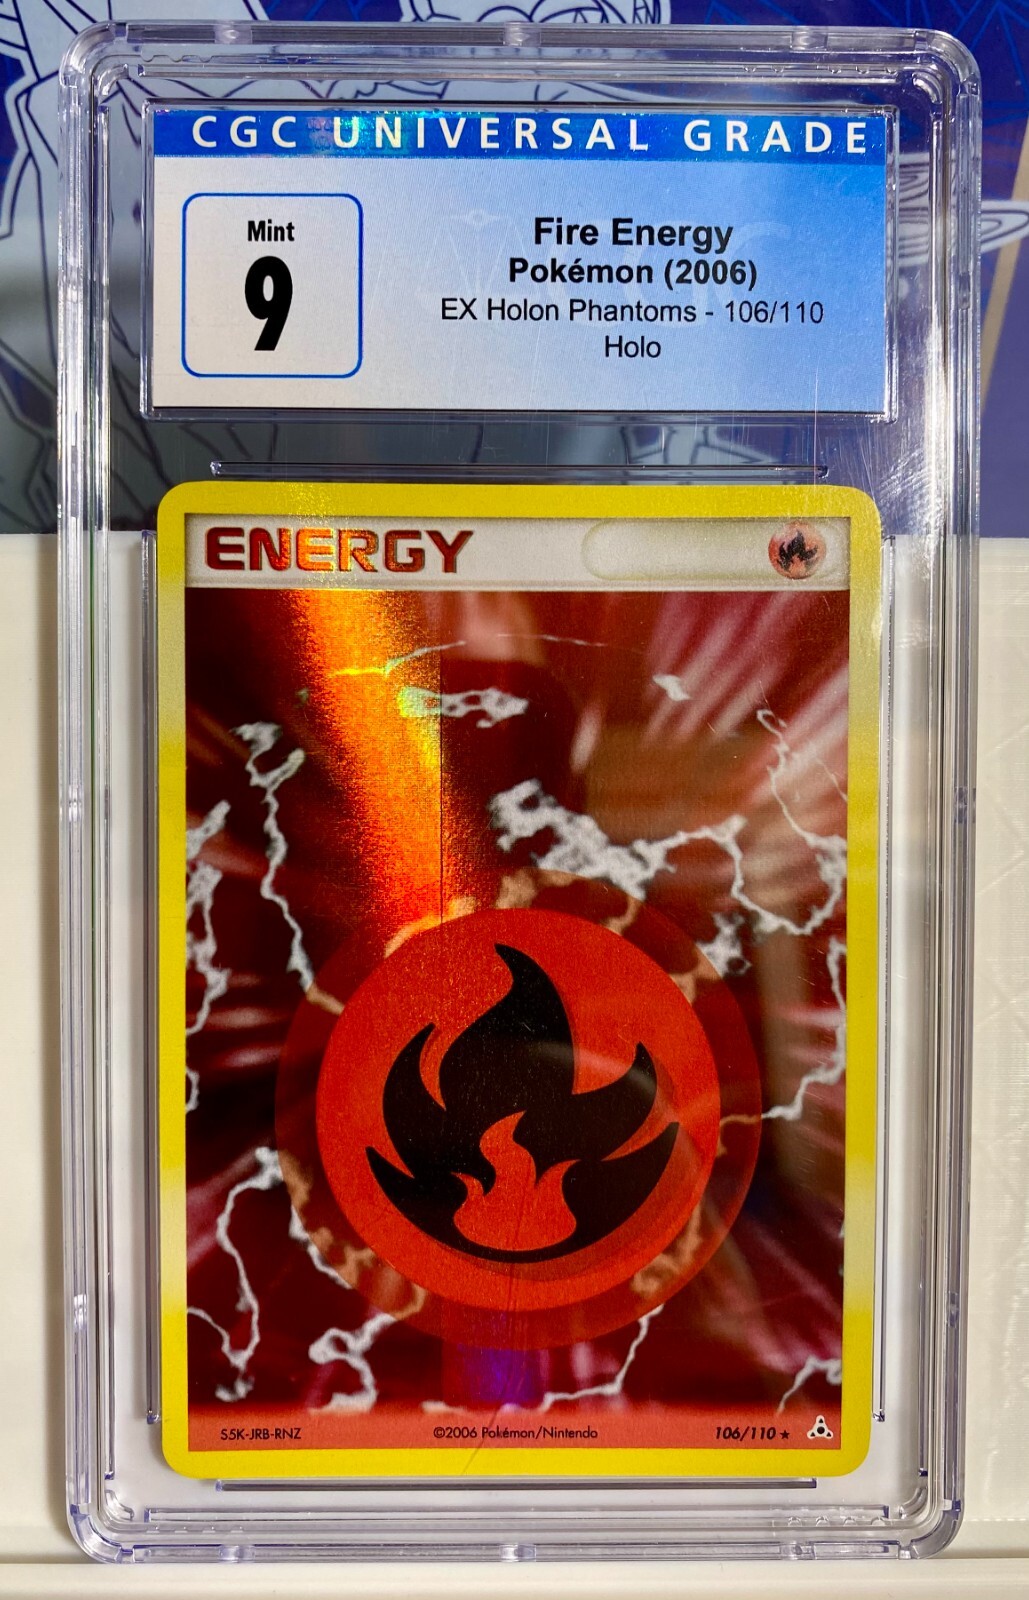 CGC UNIVERSAL GRADE
Mint
9
Fire Energy
Pokémon (2006)
EX Holon Phantoms - 106/110
Holo
ENERGY
S5K-JRB-RNZ
©2006 Pokémon/Nintendo
106/110 ★